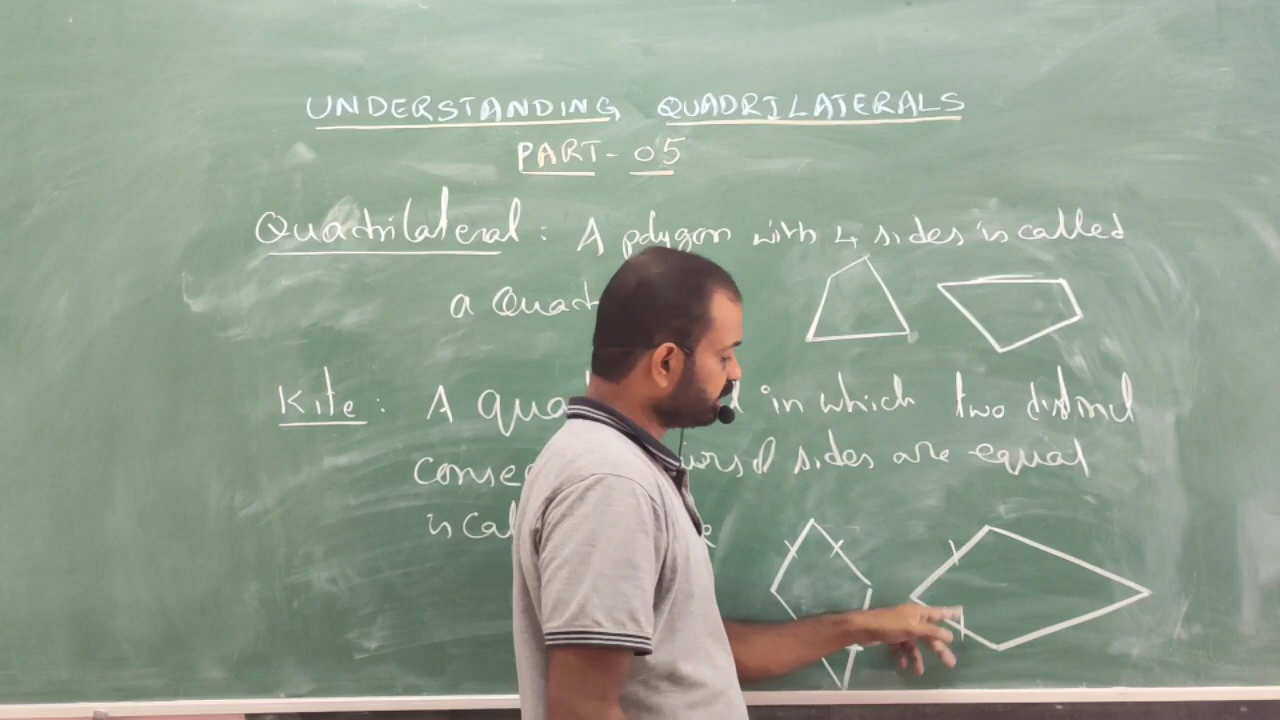 UNDERSTANDING QUADRILATERALS
PART-05
Quadrilateral : A polygon with 4 sides is called
a Quad
Kite : A qua in which two distinct
conse sides are equal
is cal